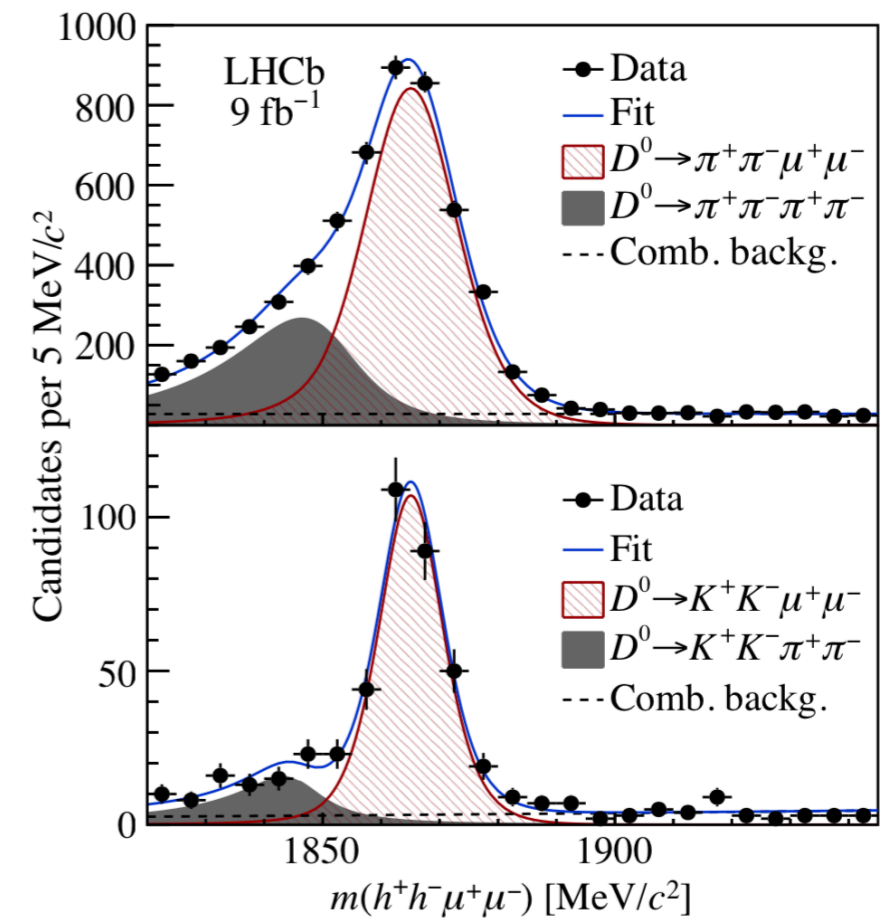 Candidates per 5 MeV/c²
1000
800
600
400
200
LHCb
9 fb⁻¹
Data
Fit
D⁰→π⁺π⁻μ⁺μ⁻
D⁰→π⁺π⁻π⁺π⁻
Comb. backg.
100
50
0
Data
Fit
D⁰→K⁺K⁻μ⁺μ⁻
D⁰→K⁺K⁻π⁺π⁻
Comb. backg.
1850
1900
m(h⁺h⁻μ⁺μ⁻) [MeV/c²]